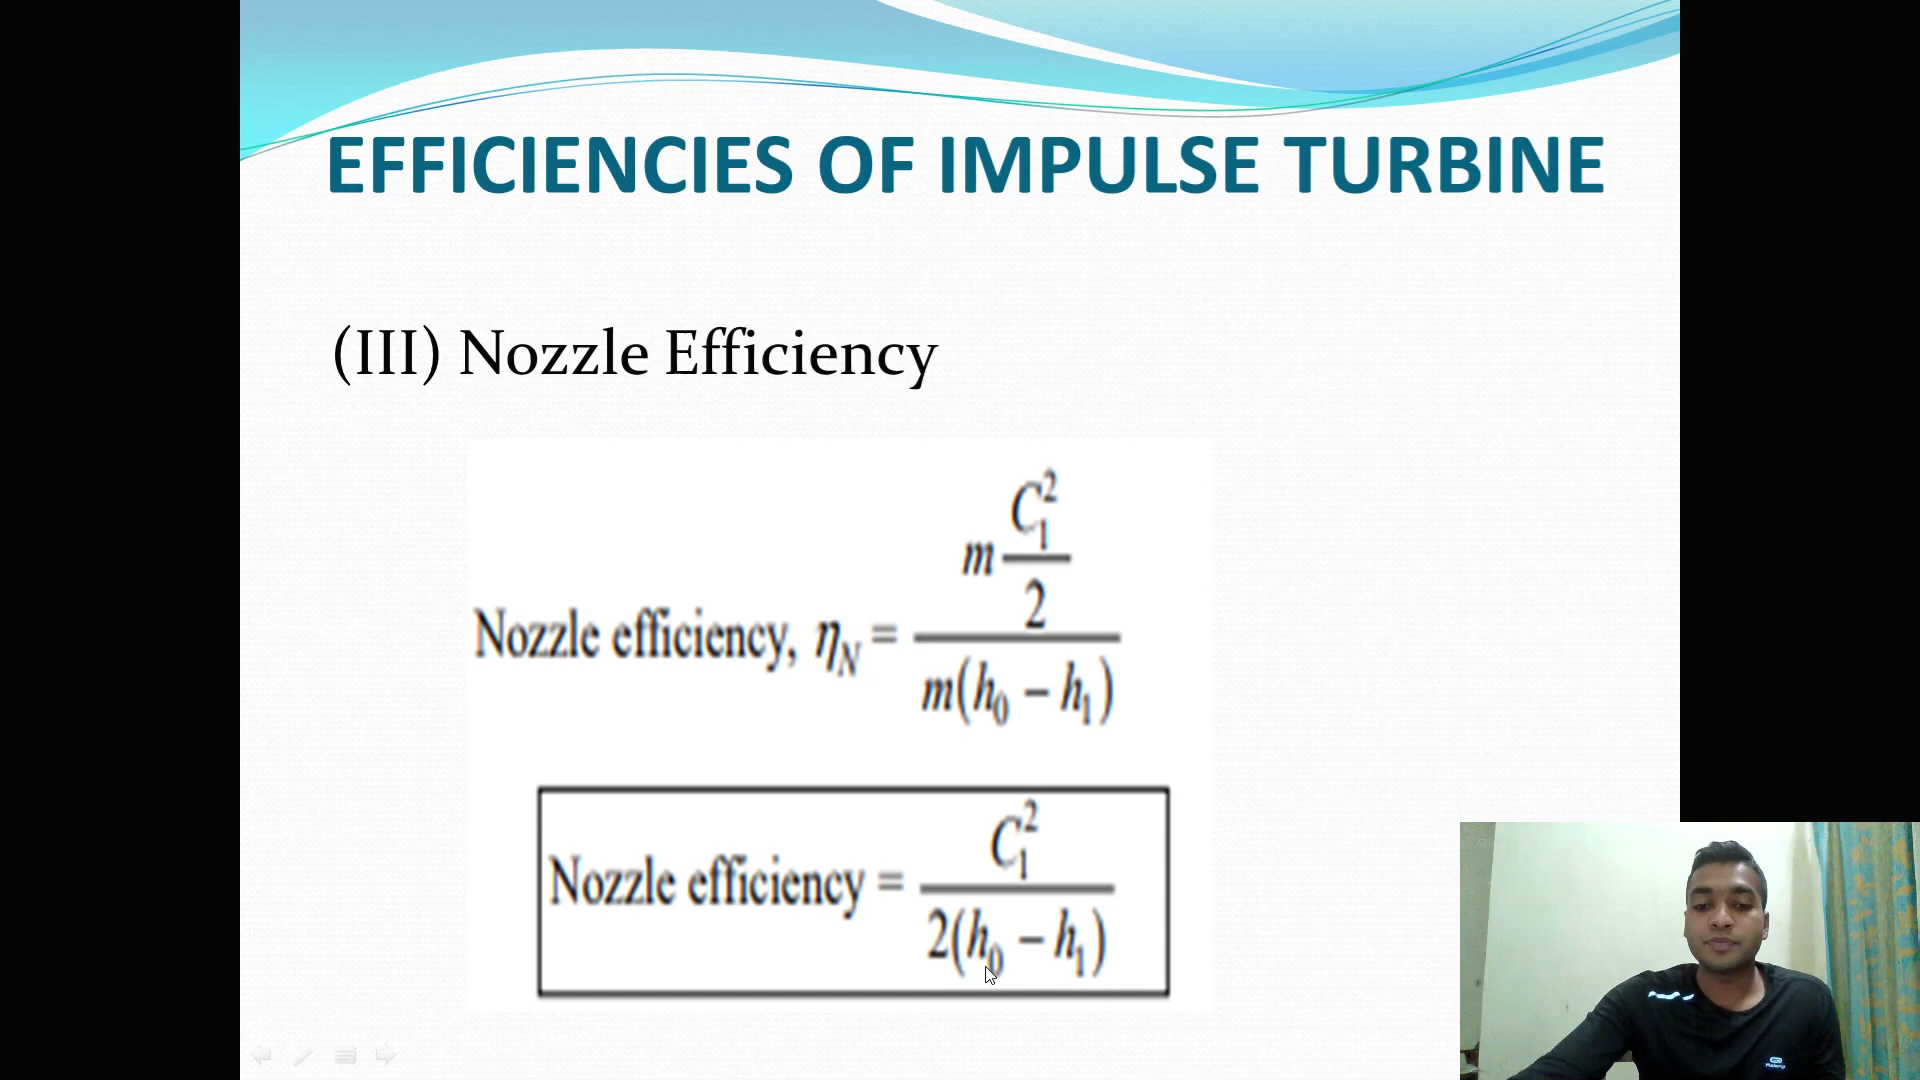 EFFICIENCIES OF IMPULSE TURBINE
(III) Nozzle Efficiency
Nozzle efficiency, η_N = (m C_1^2/2) / (m(h_0 − h_1))
Nozzle efficiency = C_1^2 / (2(h_0 − h_1))